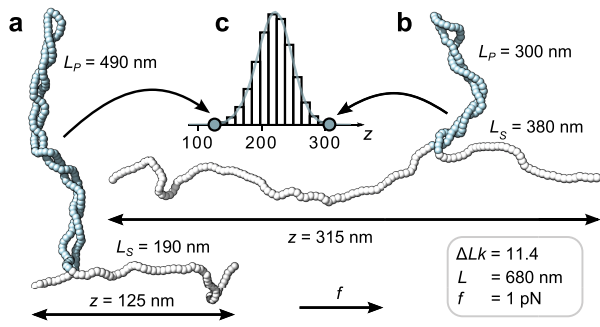 a
c
b
L_P = 490 nm
L_P = 300 nm
L_S = 380 nm
100 200 300 z
z = 315 nm
L_S = 190 nm
z = 125 nm
f
ΔLk = 11.4
L = 680 nm
f = 1 pN